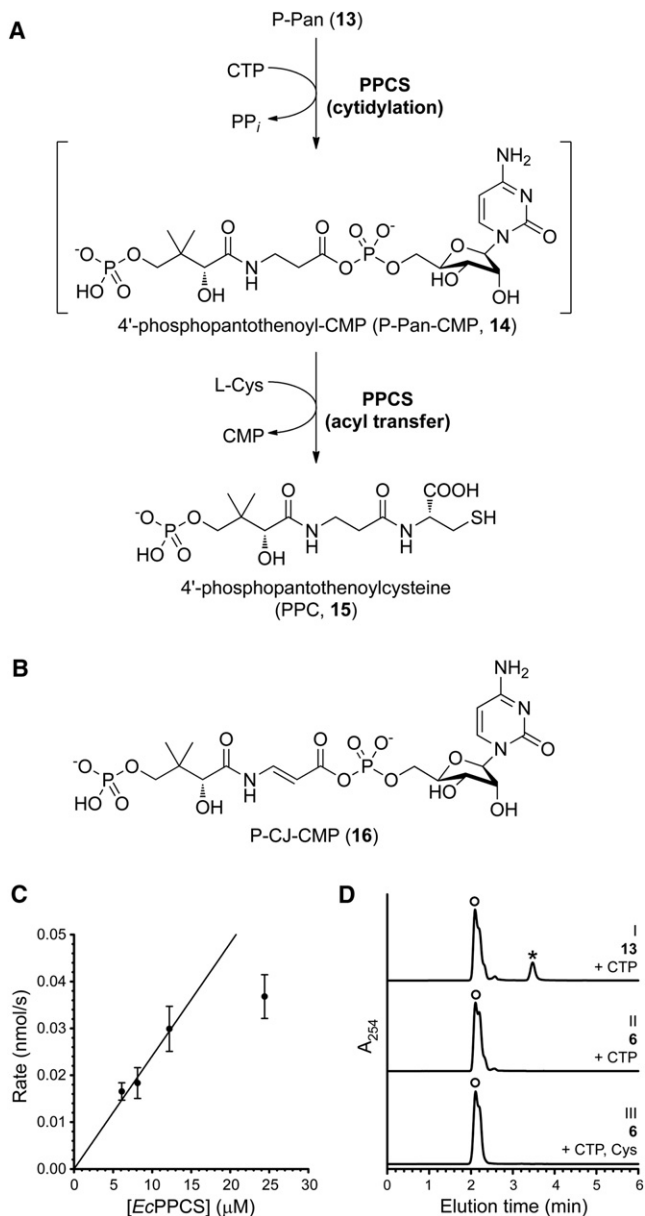 A
P-Pan (13)
CTP
PPCS
(cytidylation)
PPi
NH2
N
N
O
O
O
O-
P
O
O
-O
P
O
HO
O
N
H
OH
O
HO
OH
4'-phosphopantothenoyl-CMP (P-Pan-CMP, 14)
L-Cys
PPCS
(acyl transfer)
CMP
O
O
COOH
-O
P
O
HO
O
N
H
N
H
SH
OH
4'-phosphopantothenoylcysteine
(PPC, 15)
B
NH2
N
N
O
O
O
O
O-
P
O
O
-O
P
O
HO
O
N
H
OH
O
HO
OH
P-CJ-CMP (16)
C
Rate (nmol/s)
0.05
0.04
0.03
0.02
0.01
0.00
0 5 10 15 20 25 30
[EcPPCS] (μM)
D
A254
I
13
+ CTP
*
II
6
+ CTP
III
6
+ CTP, Cys
0 1 2 3 4 5 6
Elution time (min)